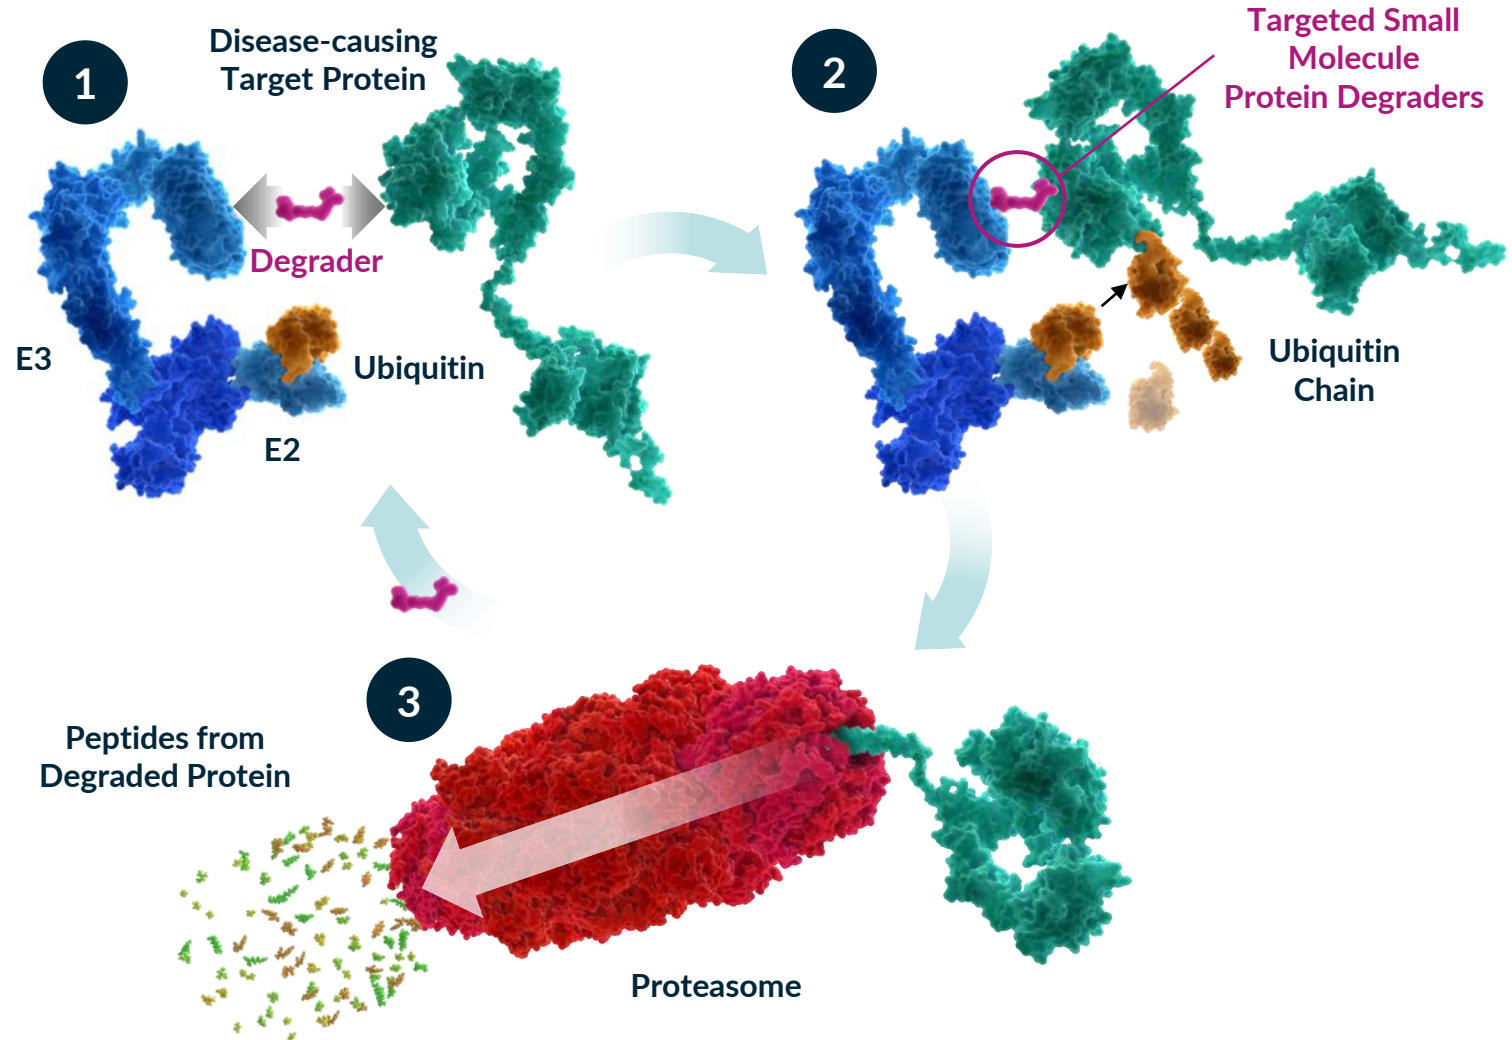 1
Disease-causing
Target Protein
Degrader
E3
Ubiquitin
E2
2
Targeted Small
Molecule
Protein Degraders
Ubiquitin
Chain
3
Peptides from
Degraded Protein
Proteasome